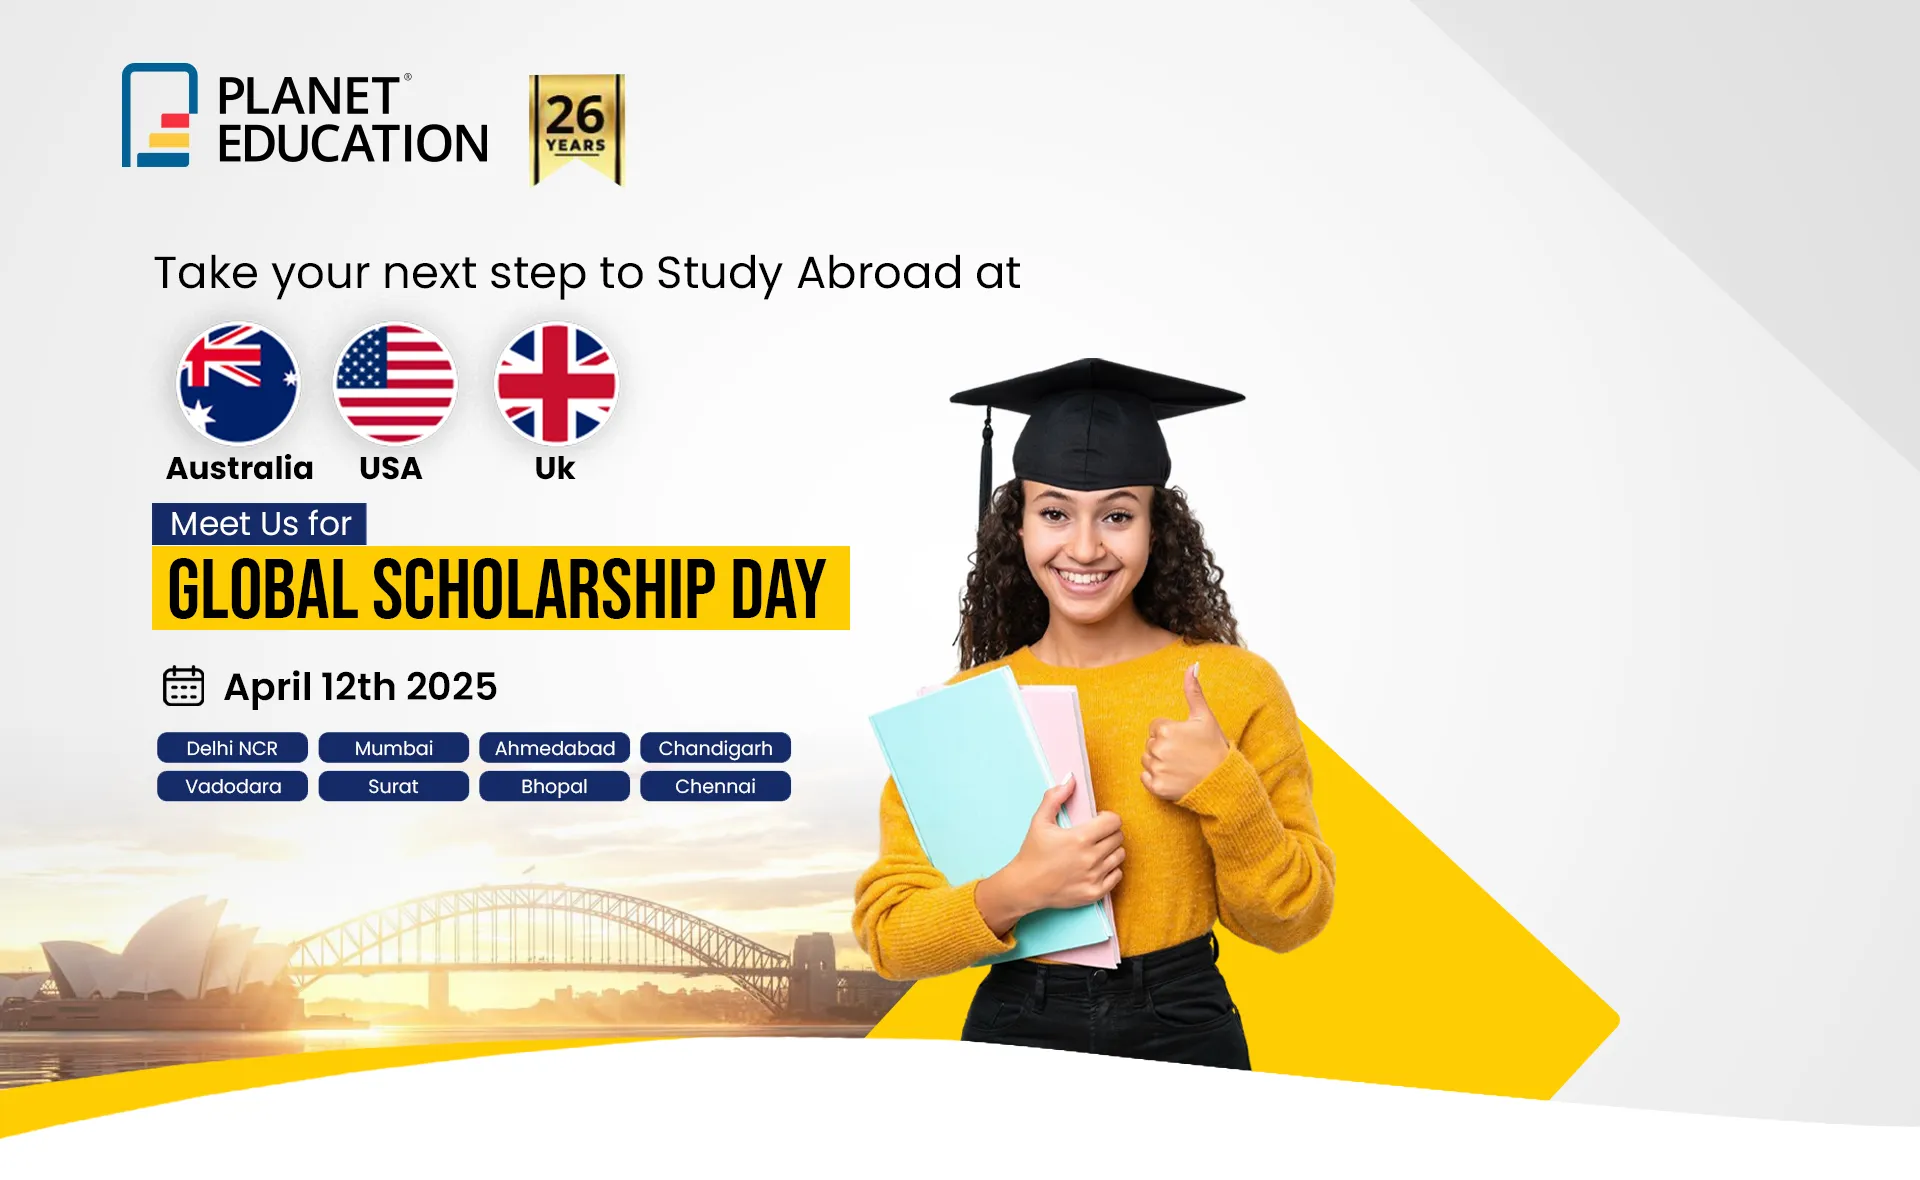 PLANET®
EDUCATION
26
YEARS
Take your next step to Study Abroad at
Australia USA Uk
Meet Us for
GLOBAL SCHOLARSHIP DAY
April 12th 2025
Delhi NCR Mumbai Ahmedabad Chandigarh
Vadodara Surat Bhopal Chennai